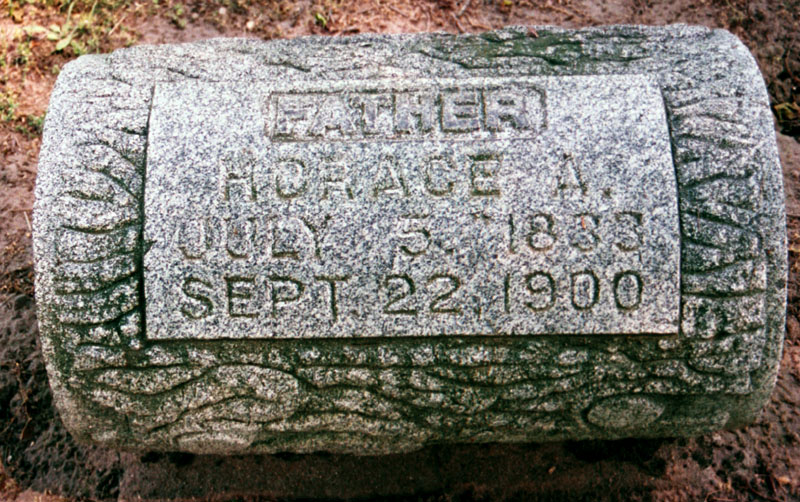 FATHER
HORACE A.
JULY 5, 1833
SEPT. 22, 1900